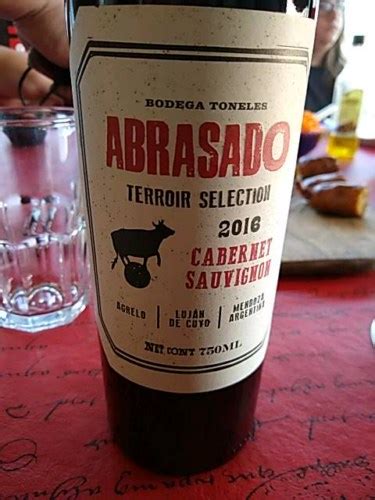 BODEGA TONELES
ABRASADO
TERROIR SELECTION
2016
CABERNET
SAUVIGNON
AGRELO | LUJÁN DE CUYO | MENDOZA ARGENTINA
NET. CONT 750ML